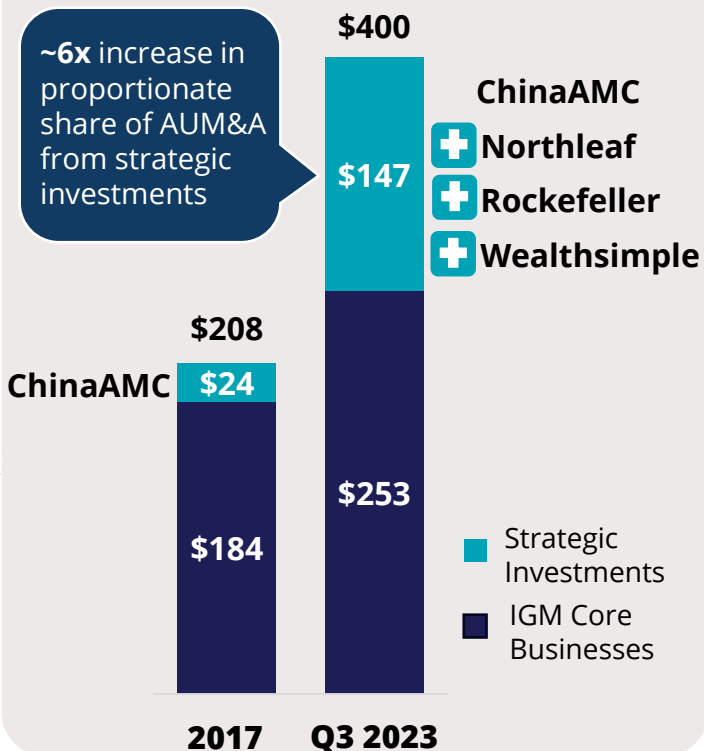 ~6x increase in
proportionate
share of AUM&A
from strategic
investments
$400
$147
ChinaAMC
Northleaf
Rockefeller
Wealthsimple
$208
ChinaAMC
$24
$184
$253
Strategic
Investments
IGM Core
Businesses
2017
Q3 2023